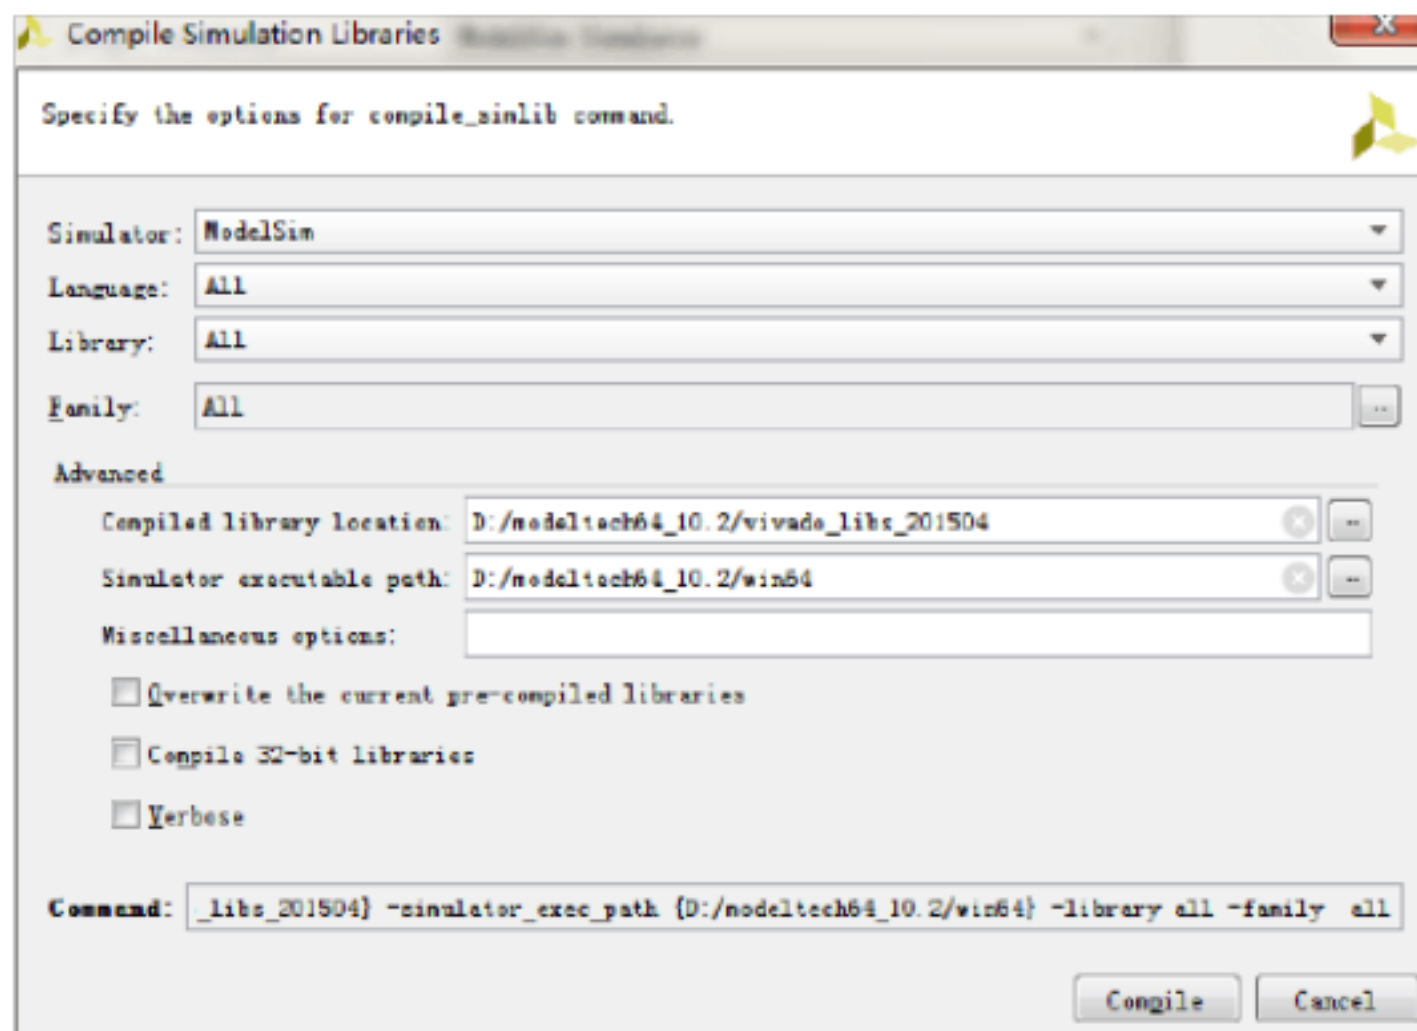 Compile Simulation Libraries
Specify the options for compile_simlib command.
Simulator: ModelSim
Language: All
Library: All
Family: All
Advanced
Compiled library location: D:/modeltech64_10.2/vivado_libs_201504
Simulator executable path: D:/modeltech64_10.2/win64
Miscellaneous options:
Overwrite the current pre-compiled libraries
Compile 32-bit libraries
Verbose
Command: _libs_201504} -simulator_exec_path {D:/modeltech64_10.2/win64} -library all -family all
Compile Cancel